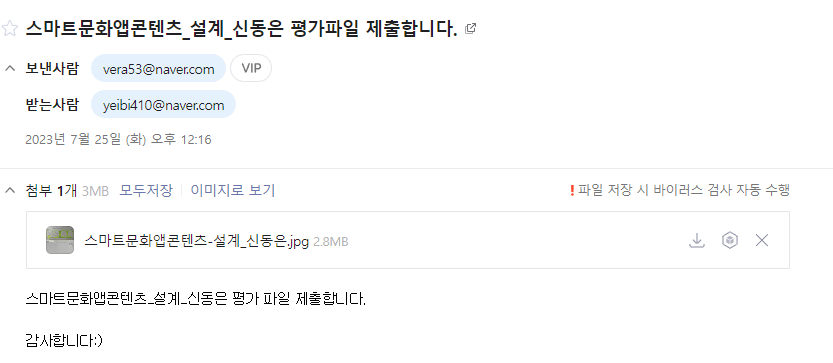 스마트문화앱콘텐츠_설계_신동은 평가파일 제출합니다.
보낸사람 vera53@naver.com VIP
받는사람 yeibi410@naver.com
2023년 7월 25일 (화) 오후 12:16
첨부 1개 3MB 모두저장 이미지로 보기 ! 파일 저장 시 바이러스 검사 자동 수행
스마트문화앱콘텐츠-설계_신동은.jpg 2.8MB
스마트문화앱콘텐츠_설계_신동은 평가 파일 제출합니다.
감사합니다:)